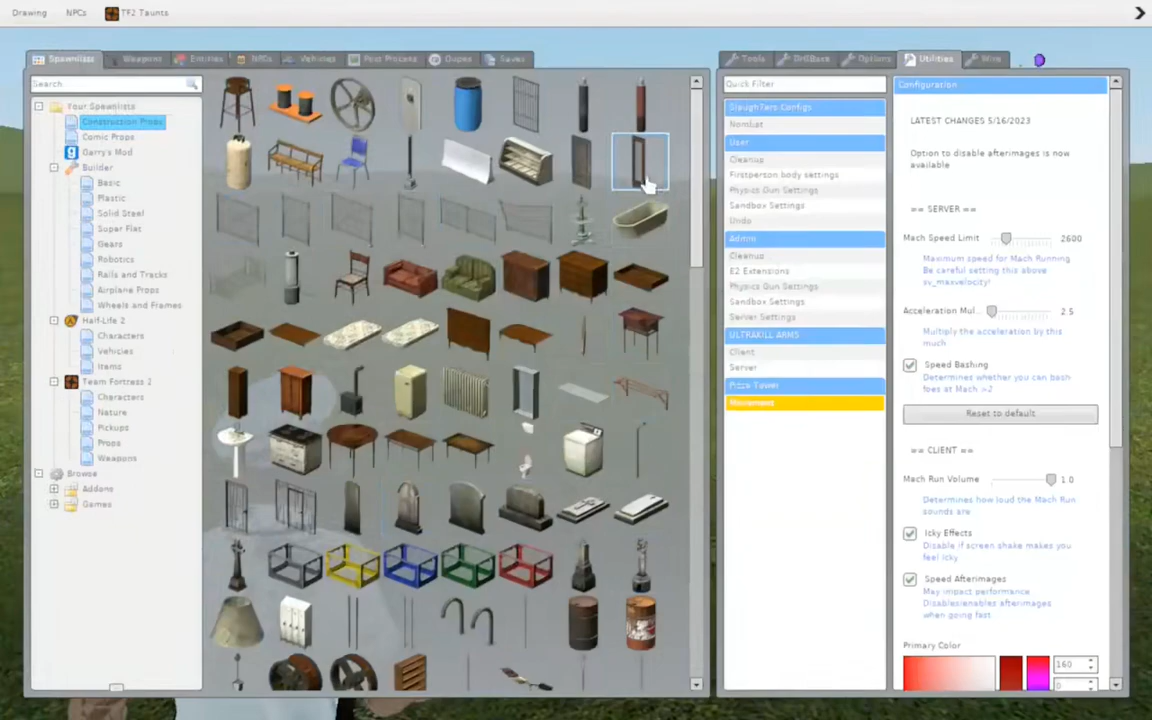 Drawing NPCs TF2 Taunts
Spawnlists Weapons Entities NPCs Vehicles Post Process Dupes Saves
Tools DrGBase Options Utilities Wire
Search
Your Spawnlists
Construction Props
Comic Props
Garry's Mod
Builder
Basic
Plastic
Solid Steel
Super Flat
Gears
Robotics
Rails and Tracks
Airplane Props
Wheels and Frames
Half-Life 2
Characters
Vehicles
Items
Team Fortress 2
Characters
Nature
Pickups
Props
Weapons
Browse
Addons
Games
Quick Filter
NomBat
User
Cleanup
Firstperson body settings
Physics Gun Settings
Sandbox Settings
Undo
Admin
Cleanup
E2 Extensions
Physics Gun Settings
Sandbox Settings
Server Settings
ULTRAKILL ARMS
Client
Server
Pizza Tower
Movement
Configuration
LATEST CHANGES 5/16/2023
Option to disable afterimages is now
available
== SERVER ==
Mach Speed Limit 2600
Maximum speed for Mach Running
Be careful setting this above
sv_maxvelocity!
Acceleration Mul... 2.5
Multiply the acceleration by this
much
Speed Bashing
Determines whether you can bash
foes at Mach >2
Reset to default
== CLIENT ==
Mach Run Volume 1.0
Determines how loud the Mach Run
sounds are
Icky Effects
Disable if screen shake makes you
feel icky
Speed Afterimages
May impact performance
Disables/enables afterimages
when going fast
Primary Color
160
0